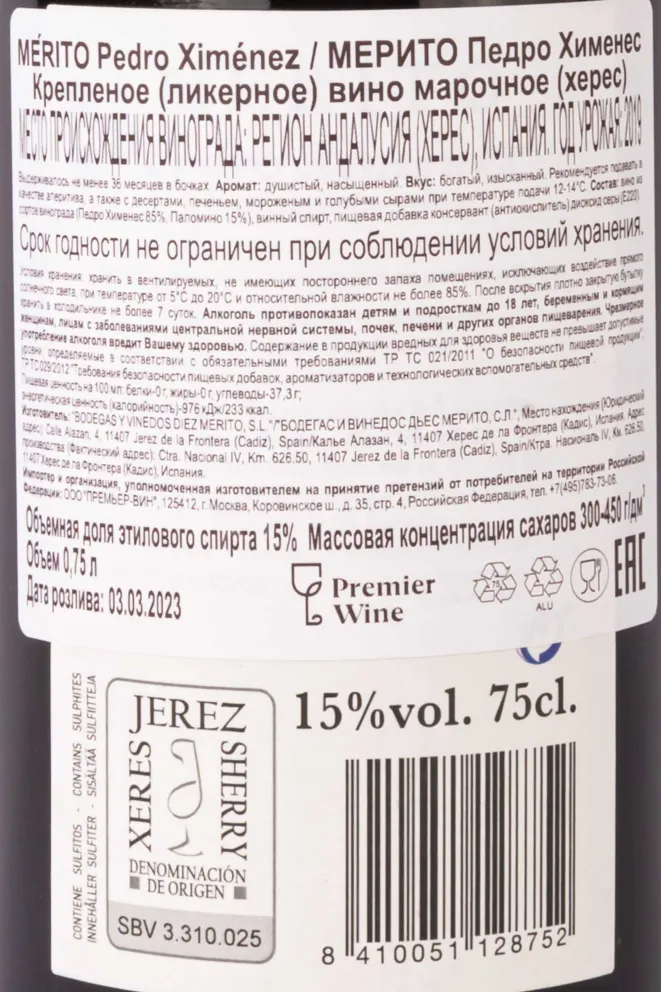 MÉRITO Pedro Ximénez / МЕРИТО Педро Хименес
Крепленое (ликерное) вино марочное (херес)
МЕСТО ПРОИСХОЖДЕНИЯ ВИНОГРАДА: РЕГИОН АНДАЛУСИЯ (ХЕРЕС), ИСПАНИЯ. ГОД УРОЖАЯ: 2019
Выдерживалось не менее 36 месяцев в бочках. Аромат: душистый, насыщенный. Вкус: богатый, изысканный. Рекомендуется подавать в
качестве аперитива, а также с десертами, печеньем, мороженым и голубыми сырами при температуре подачи 12-14°С. Состав: вино из
сортов винограда (Педро Хименес 85%, Паломино 15%), винный спирт, пищевая добавка консервант (антиокислитель) диоксид серы (Е220).
Срок годности не ограничен при соблюдении условий хранения.
Условия хранения: хранить в вентилируемых, не имеющих постороннего запаха помещениях, исключающих воздействие прямого
солнечного света, при температуре от 5°С до 20°С и относительной влажности не более 85%. После вскрытия плотно закрытую бутылку
хранить в холодильнике не более 7 суток. Алкоголь противопоказан детям и подросткам до 18 лет, беременным и кормящим
женщинам, лицам с заболеваниями центральной нервной системы, почек, печени и других органов пищеварения. Чрезмерное
употребление алкоголя вредит Вашему здоровью. Содержание в продукции вредных для здоровья веществ не превышает допустимые
уровни, определяемые в соответствии с обязательными требованиями ТР ТС 021/2011 "О безопасности пищевой продукции",
ТР ТС 029/2012 "Требования безопасности пищевых добавок, ароматизаторов и технологических вспомогательных средств".
Пищевая ценность на 100 мл: белки-0 г, жиры-0 г, углеводы-37,3 г;
энергетическая ценность (калорийность)-976 кДж/233 ккал.
Изготовитель: "BODEGAS Y VINEDOS DIEZ MERITO, S.L."/"БОДЕГАС И ВИНЕДОС ДЬЕС МЕРИТО, С.Л.", Место нахождения (Юридический
адрес): Calle Alazan, 4, 11407 Jerez de la Frontera (Cadiz), Spain/Калье Алазан, 4, 11407 Херес де ла Фронтера (Кадис), Испания. Адрес
производства (Фактический адрес): Ctra. Nacional IV, Km. 626.50, 11407 Jerez de la Frontera (Cadiz), Spain/Ктра. Насиональ IV, Км. 626.50,
11407 Херес де ла Фронтера (Кадис), Испания.
Импортер и организация, уполномоченная изготовителем на принятие претензий от потребителей на территории Российской
Федерации: ООО "ПРЕМЬЕР-ВИН", 125412, г. Москва, Коровинское ш., д. 35, стр. 4, Российская Федерация, тел. +7(495)783-73-06.
Объемная доля этилового спирта 15% Массовая концентрация сахаров 300-450 г/дм³
Объем 0,75 л
Дата розлива: 03.03.2023
Premier
Wine
ALU
EAC
CONTIENE SULFITOS - CONTAINS SULPHITES
INNEHÅLLER SULFITER - SISÄLTÄÄ SULFIITTEJA
JEREZ
XERES
SHERRY
DENOMINACIÓN
DE ORIGEN
SBV 3.310.025
15%vol. 75cl.
8 410051 128752